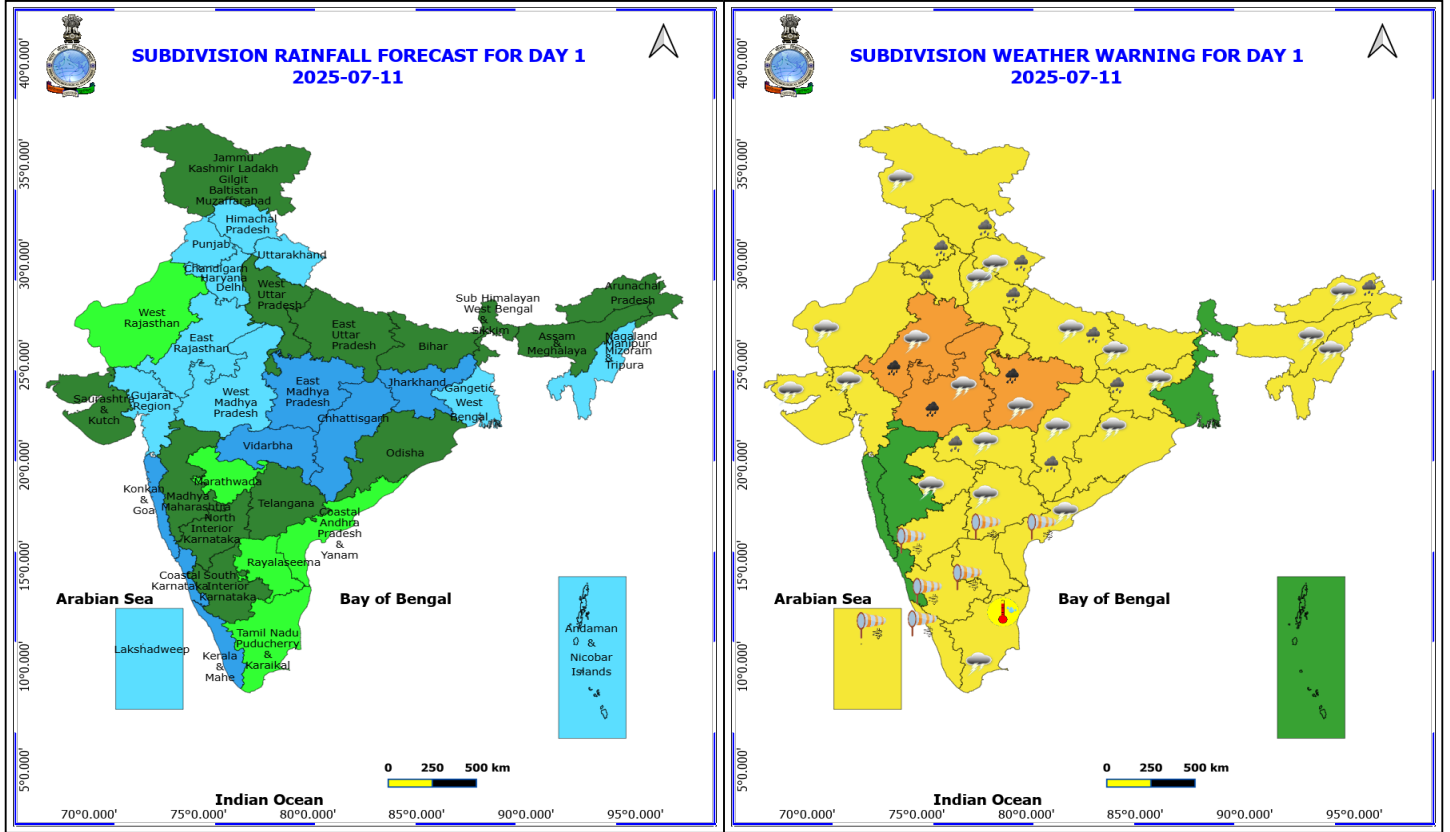 SUBDIVISION RAINFALL FORECAST FOR DAY 1
2025-07-11
40°0.000'
35°0.000'
30°0.000'
25°0.000'
20°0.000'
15°0.000'
10°0.000'
5°0.000'
Jammu
Kashmir Ladakh
Gilgit
Baltistan
Muzaffarabad
Himachal
Pradesh
Punjab
Uttarakhand
Chandigarh
Haryana
Delhi
West
Uttar
Pradesh
West
Rajasthan
East
Rajasthan
East
Uttar
Pradesh
Bihar
Sub Himalayan
West Bengal
&
Sikkim
Arunachal
Pradesh
Assam
&
Meghalaya
Nagaland
Manipur
Mizoram
&
Tripura
Saurashtra
&
Kutch
Gujarat
Region
West
Madhya
Pradesh
East
Madhya
Pradesh
Jharkhand
Gangetic
West
Bengal
Chhattisgarh
Vidarbha
Odisha
Konkan
&
Goa
Madhya
Maharashtra
Marathwada
Telangana
North
Interior
Karnataka
Coastal
Andhra
Pradesh
&
Yanam
Rayalaseema
Coastal
Karnataka
South
Interior
Karnataka
Arabian Sea
Bay of Bengal
Lakshadweep
Kerala
&
Mahe
Tamil Nadu
Puducherry
&
Karaikal
Andaman
&
Nicobar
Islands
0 250 500 km
Indian Ocean
70°0.000' 75°0.000' 80°0.000' 85°0.000' 90°0.000' 95°0.000'
SUBDIVISION WEATHER WARNING FOR DAY 1
2025-07-11
40°0.000'
35°0.000'
30°0.000'
25°0.000'
20°0.000'
15°0.000'
10°0.000'
5°0.000'
Arabian Sea
Bay of Bengal
0 250 500 km
Indian Ocean
70°0.000' 75°0.000' 80°0.000' 85°0.000' 90°0.000' 95°0.000'